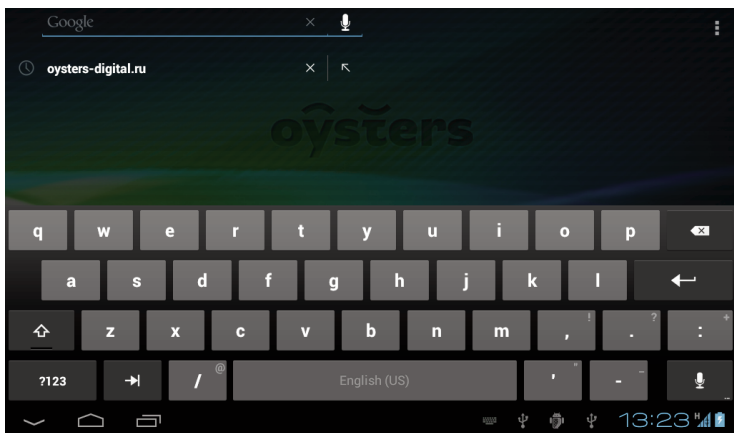 Google
oysters-digital.ru
oysters
q w e r t y u i o p
a s d f g h j k l
z x c v b n m , ! . ? : +
?123 / @ English (US) ' " - _
13:23 H